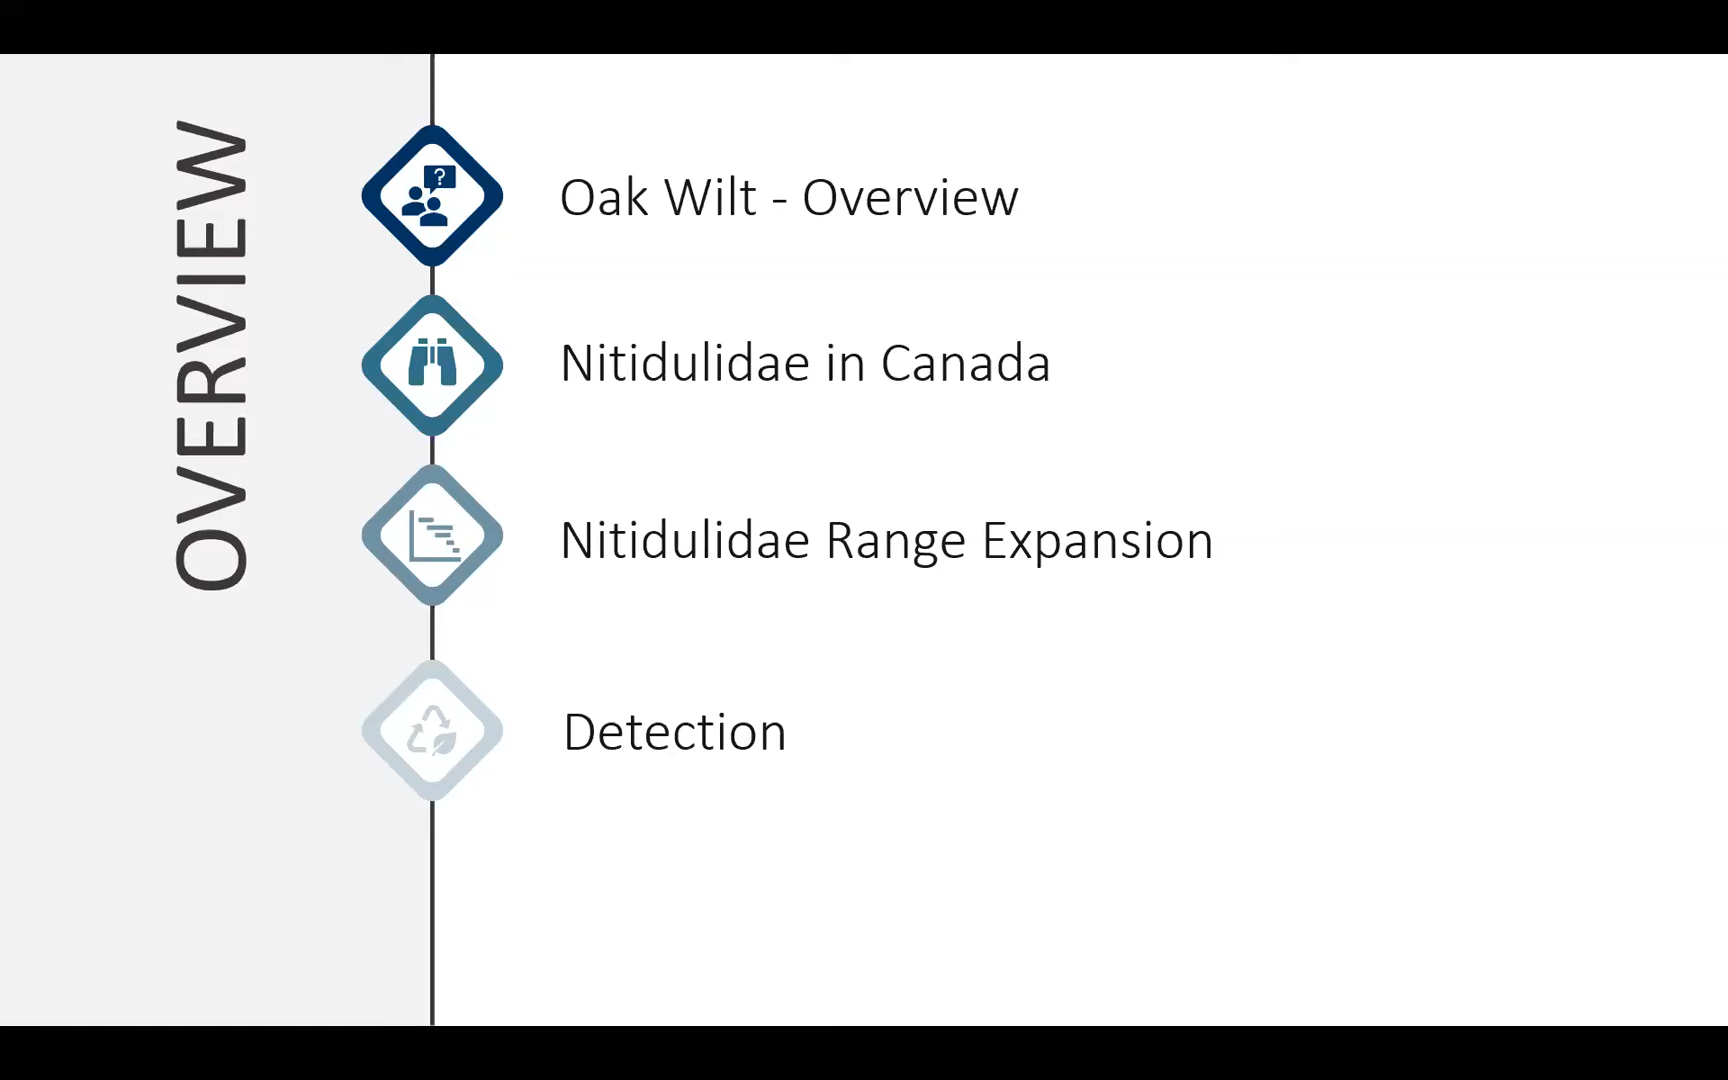 OVERVIEW
?
Oak Wilt - Overview
Nitidulidae in Canada
Nitidulidae Range Expansion
Detection